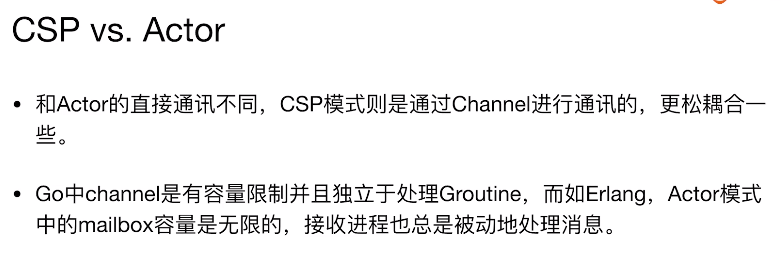 CSP vs. Actor
• 和Actor的直接通讯不同，CSP模式则是通过Channel进行通讯的，更松耦合一
些。
• Go中channel是有容量限制并且独立于处理Groutine，而如Erlang，Actor模式
中的mailbox容量是无限的，接收进程也总是被动地处理消息。